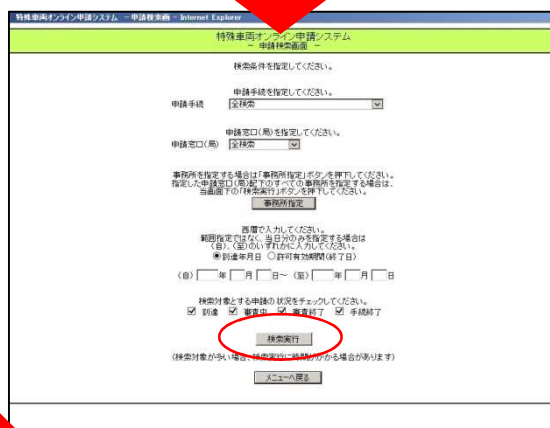 特殊車両オンライン申請システム - 申請検索画 - Internet Explorer
特殊車両オンライン申請システム
- 申請検索画面 -
検索条件を指定してください。
申請手続を指定してください。
申請手続 全検索
申請窓口(局)を指定してください。
申請窓口(局) 全検索
事務所を指定する場合は「事務所指定」ボタンを押下してください。
指定した申請窓口(局)配下のすべての事務所を指定する場合は、
当画面下の「検索実行」ボタンを押下してください。
事務所指定
西暦で入力してください。
範囲指定ではなく、当日分のみを指定する場合は
(自)、(至)のいずれかに入力してください。
到達年月日 許可有効期間(終了日)
(自) 年 月 日~ (至) 年 月 日
検索対象とする申請の状況をチェックしてください。
到達 審査中 審査終了 手続終了
検索実行
(検索対象が多い場合、検索実行に時間がかかる場合があります)
メニューへ戻る